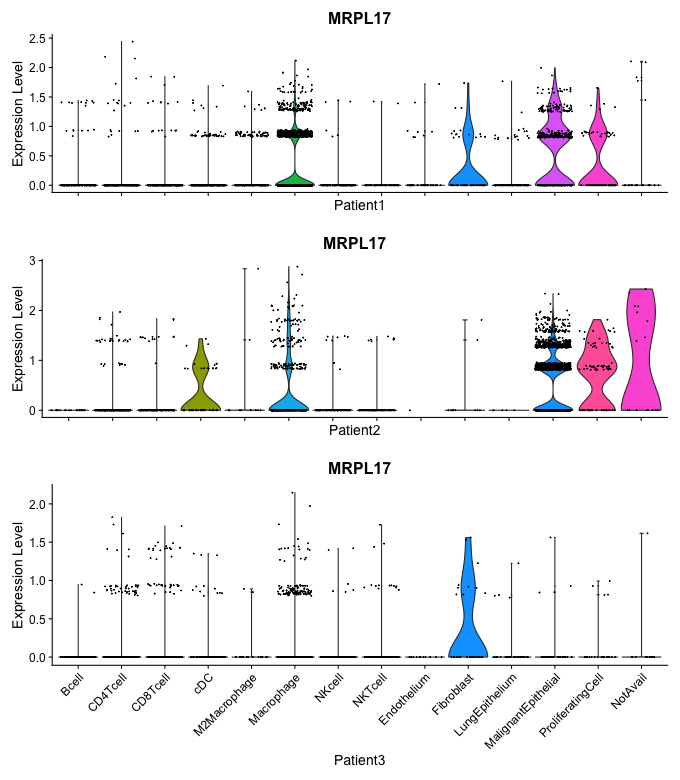 MRPL17
Expression Level
2.5
2.0
1.5
1.0
0.5
0.0
Patient1
MRPL17
Expression Level
3
2
1
0
Patient2
MRPL17
Expression Level
2.0
1.5
1.0
0.5
0.0
Bcell
CD4Tcell
CD8Tcell
cDC
M2Macrophage
Macrophage
NKcell
NKTcell
Endothelium
Fibroblast
LungEpithelium
MalignantEpithelial
ProliferatingCell
NotAvail
Patient3